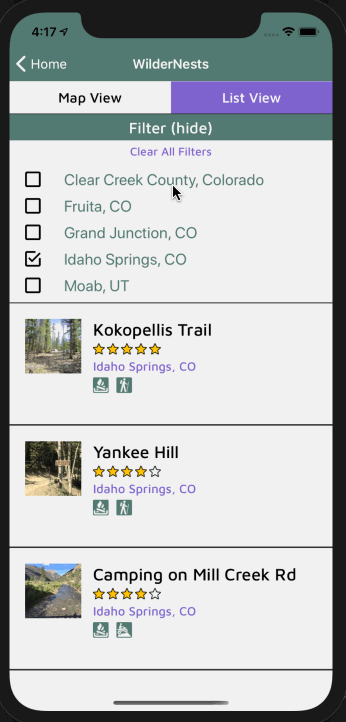 4:17
Home
WilderNests
Map View
List View
Filter (hide)
Clear All Filters
Clear Creek County, Colorado
Fruita, CO
Grand Junction, CO
Idaho Springs, CO
Moab, UT
Kokopellis Trail
Idaho Springs, CO
Yankee Hill
Idaho Springs, CO
Camping on Mill Creek Rd
Idaho Springs, CO